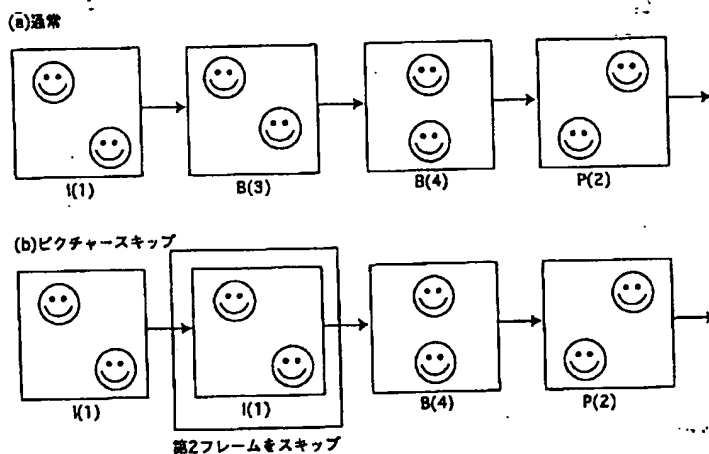 (a)通常
I(1) B(3) B(4) P(2)
(b)ピクチャースキップ
I(1) I(1) B(4) P(2)
第2フレームをスキップ